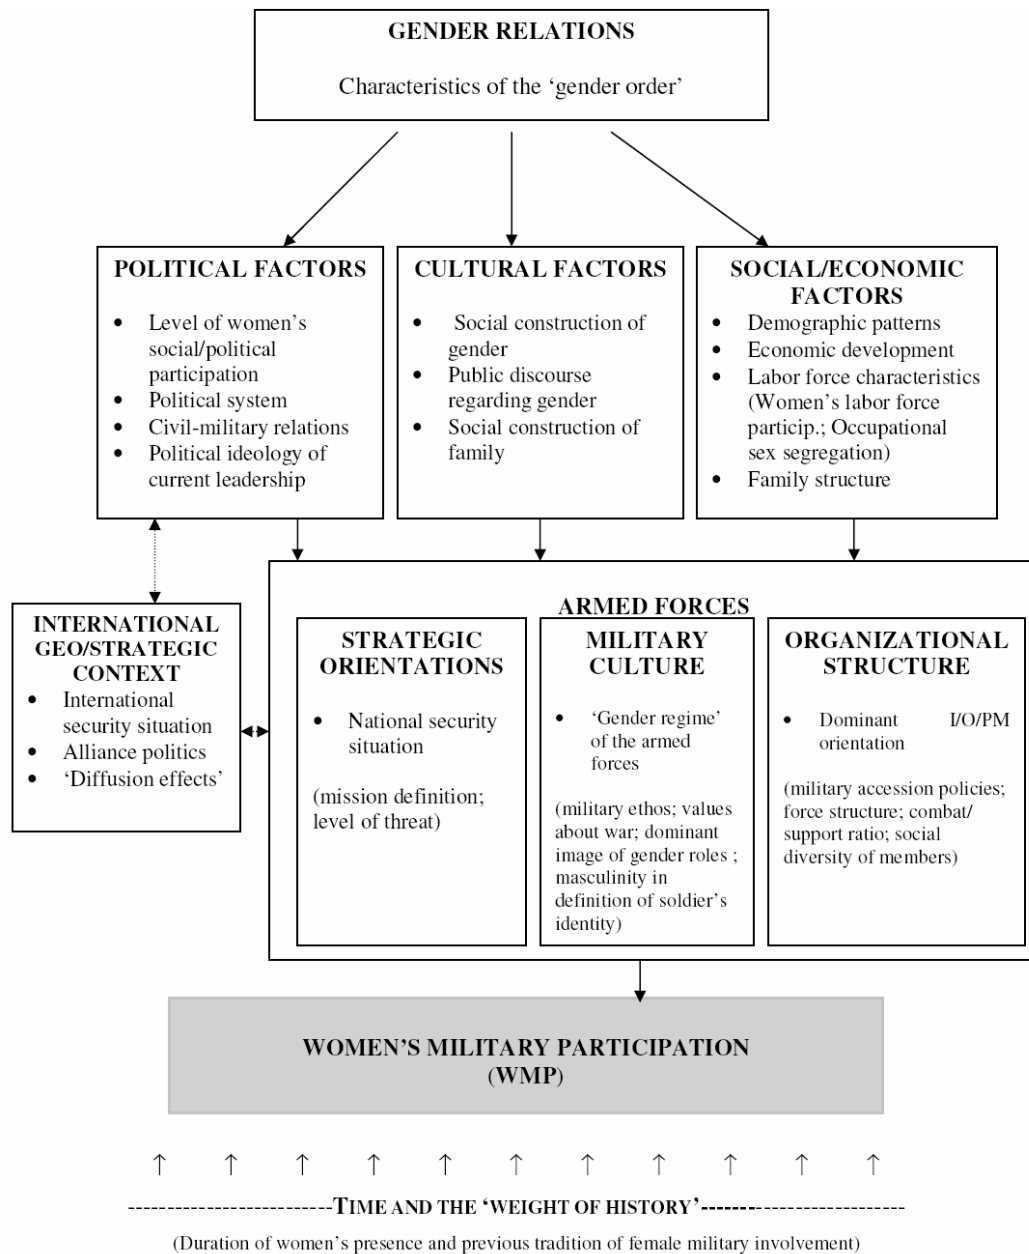 GENDER RELATIONS
Characteristics of the ‘gender order’
POLITICAL FACTORS
• Level of women’s
social/political
participation
• Political system
• Civil-military relations
• Political ideology of
current leadership
CULTURAL FACTORS
• Social construction of
gender
• Public discourse
regarding gender
• Social construction of
family
SOCIAL/ECONOMIC
FACTORS
• Demographic patterns
• Economic development
• Labor force characteristics
(Women’s labor force
particip.; Occupational
sex segregation)
• Family structure
INTERNATIONAL
GEO/STRATEGIC
CONTEXT
• International
security situation
• Alliance politics
• ‘Diffusion effects’
ARMED FORCES
STRATEGIC
ORIENTATIONS
• National security
situation
(mission definition;
level of threat)
MILITARY
CULTURE
• ‘Gender regime’
of the armed
forces
(military ethos; values
about war; dominant
image of gender roles ;
masculinity in
definition of soldier’s
identity)
ORGANIZATIONAL
STRUCTURE
• Dominant I/O/PM
orientation
(military accession policies;
force structure; combat/
support ratio; social
diversity of members)
WOMEN’S MILITARY PARTICIPATION
(WMP)
TIME AND THE ‘WEIGHT OF HISTORY’
(Duration of women’s presence and previous tradition of female military involvement)